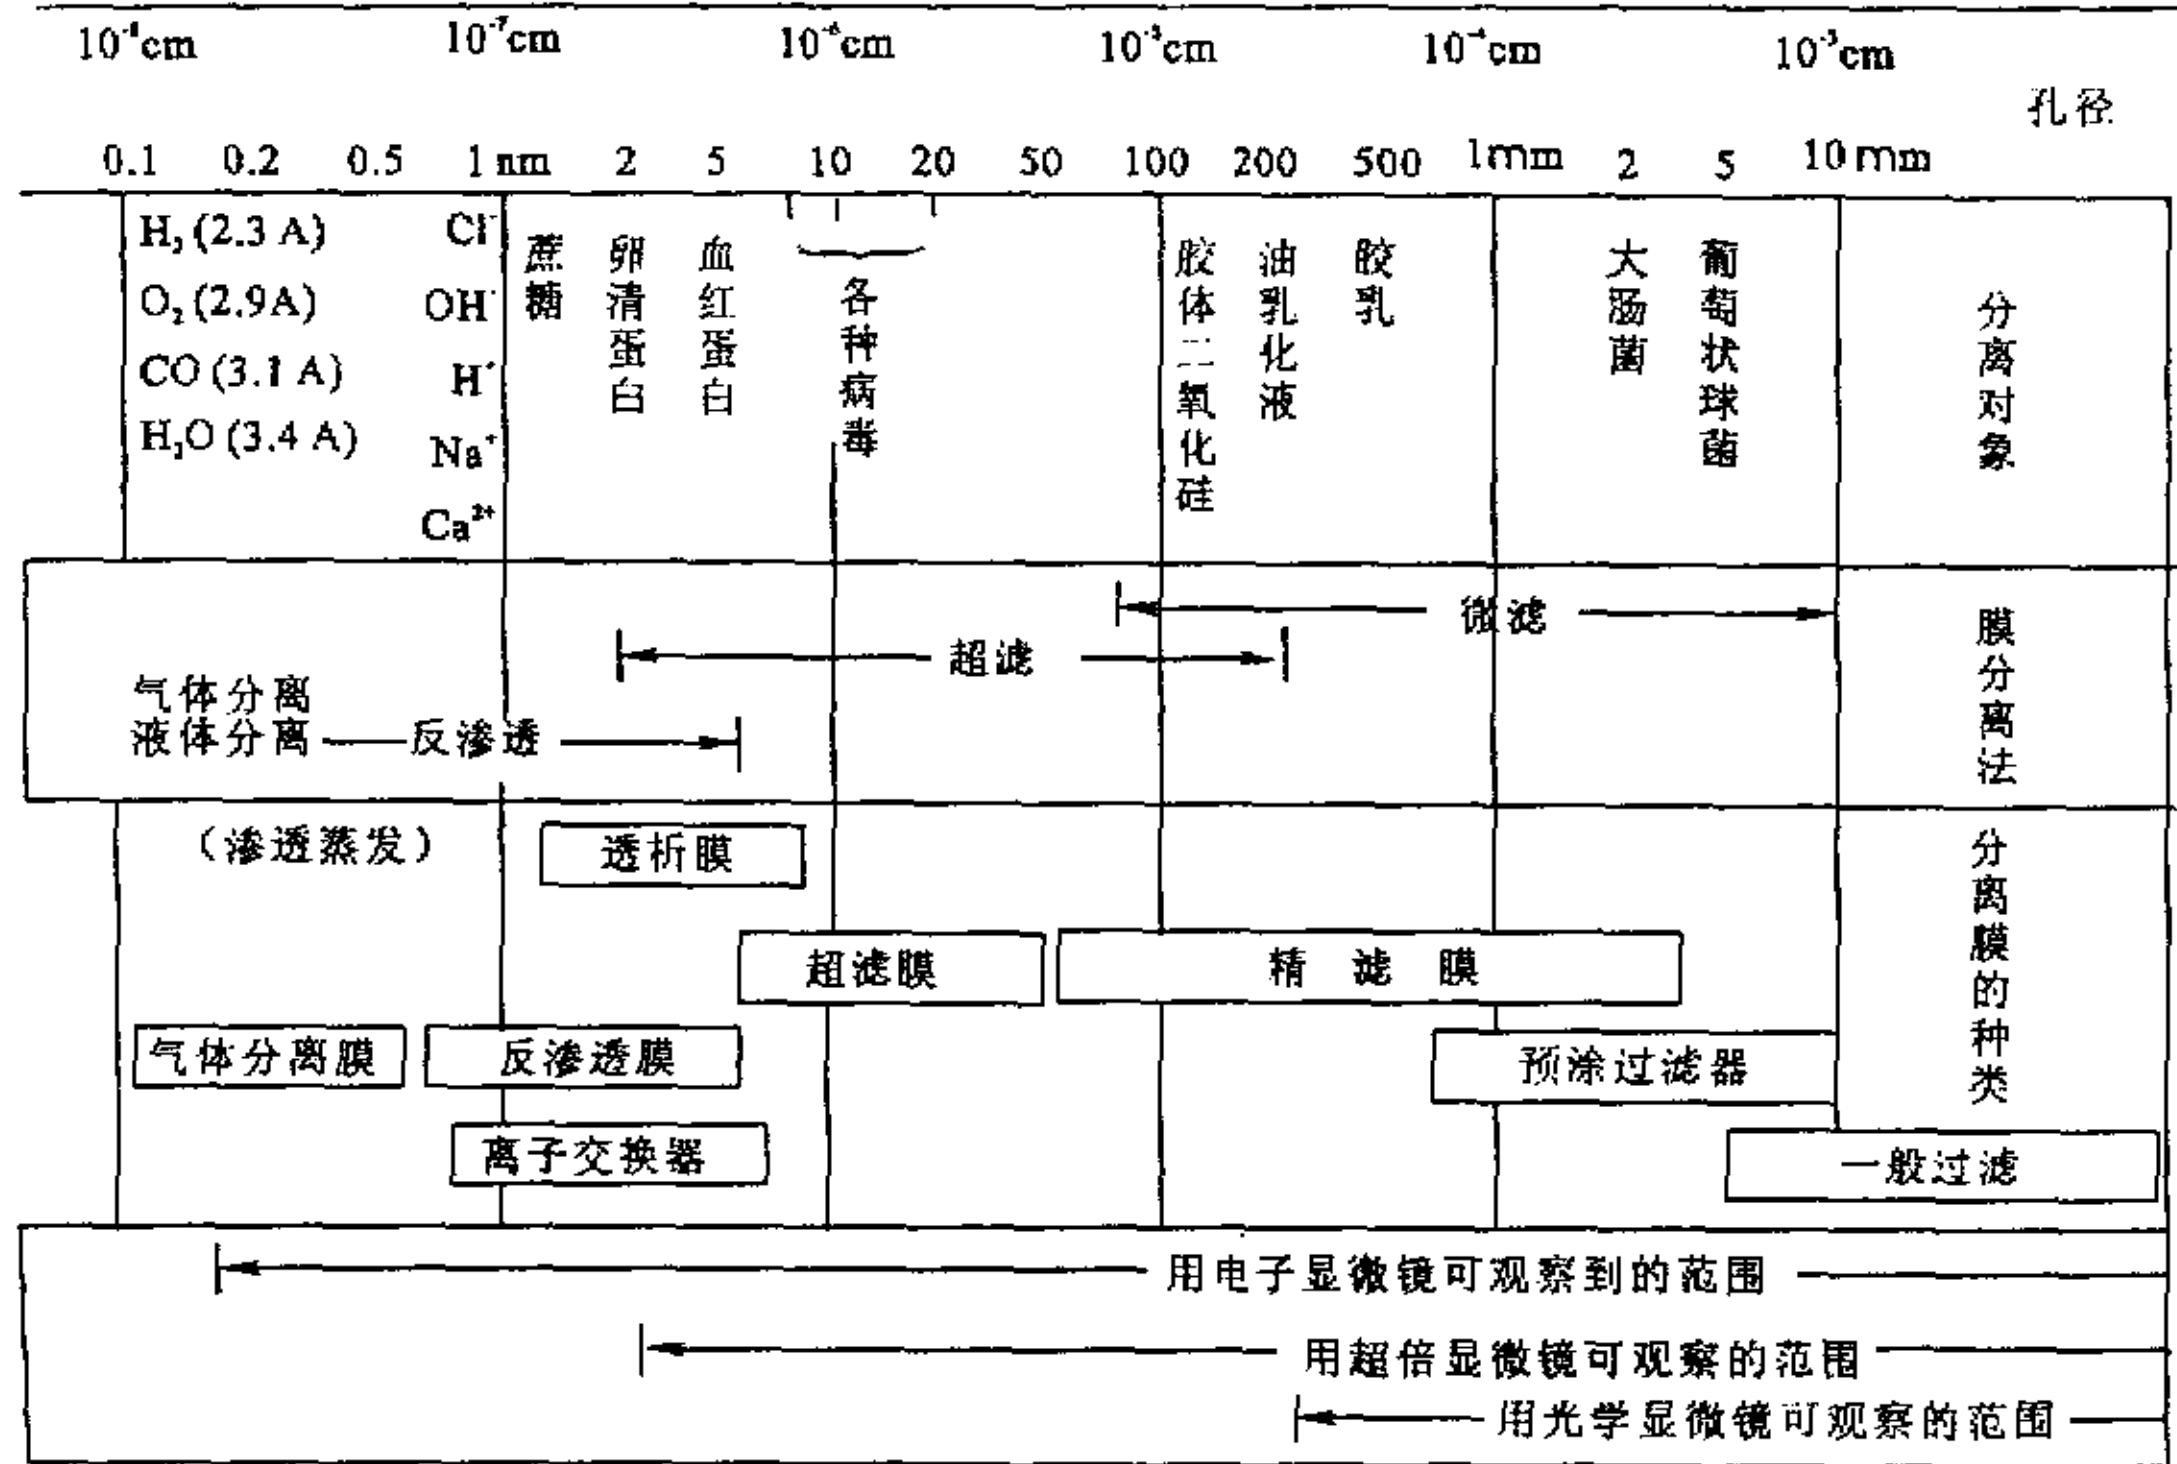 10⁻⁸cm 10⁻⁷cm 10⁻⁶cm 10⁻⁵cm 10⁻⁴cm 10⁻³cm
孔径
0.1 0.2 0.5 1 nm 2 5 10 20 50 100 200 500 1mm 2 5 10mm
H₂(2.3 A)
O₂(2.9A)
CO(3.1 A)
H₂O(3.4 A)
Cl⁻
OH⁻
H⁺
Na⁺
Ca²⁺
蔗糖
卵清蛋白
血红蛋白
各种病毒
胶体二氧化硅
油乳化液
胶乳
大肠菌
葡萄状球菌
分离对象
微滤
超滤
气体分离
液体分离 反渗透
膜分离法
(渗透蒸发)
透析膜
超滤膜
精滤膜
气体分离膜
反渗透膜
预涂过滤器
离子交换器
一般过滤
分离膜的种类
用电子显微镜可观察到的范围
用超倍显微镜可观察的范围
用光学显微镜可观察的范围